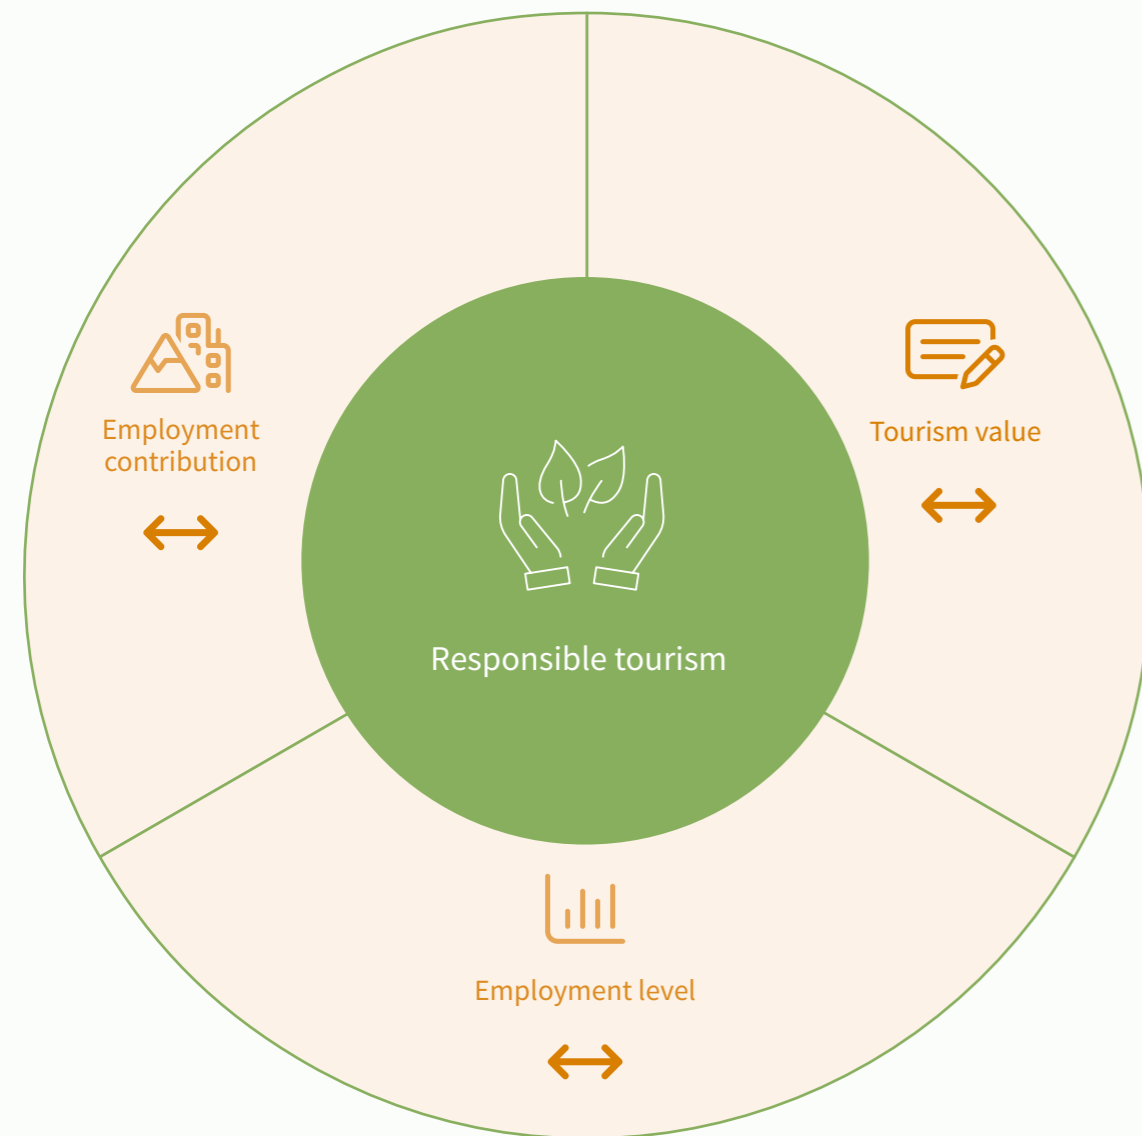 Employment
contribution
Tourism value
Responsible tourism
Employment level